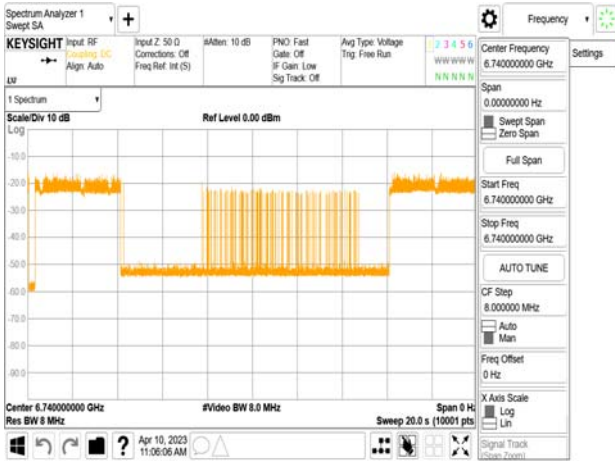 Spectrum Analyzer 1
Swept SA
Frequency
KEYSIGHT
Input: RF
Coupling: DC
Align: Auto
Input Z: 50 Ω
Corrections: Off
Freq Ref: Int (S)
#Atten: 10 dB
PNO: Fast
Gate: Off
IF Gain: Low
Sig Track: Off
Avg Type: Voltage
Trig: Free Run
1 2 3 4 5 6
W W W W W W
N N N N N N
LXI
1 Spectrum
Scale/Div 10 dB
Ref Level 0.00 dBm
Log
-10.0
-20.0
-30.0
-40.0
-50.0
-60.0
-70.0
-80.0
-90.0
Center 6.740000000 GHz
#Video BW 8.0 MHz
Span 0 Hz
Res BW 8 MHz
Sweep 20.0 s (10001 pts
Apr 10, 2023
11:06:06 AM
?
Settings
Center Frequency
6.740000000 GHz
Span
0.00000000 Hz
Swept Span
Zero Span
Full Span
Start Freq
6.740000000 GHz
Stop Freq
6.740000000 GHz
AUTO TUNE
CF Step
8.000000 MHz
Auto
Man
Freq Offset
0 Hz
X Axis Scale
Log
Lin
Signal Track
(Span Zoom)